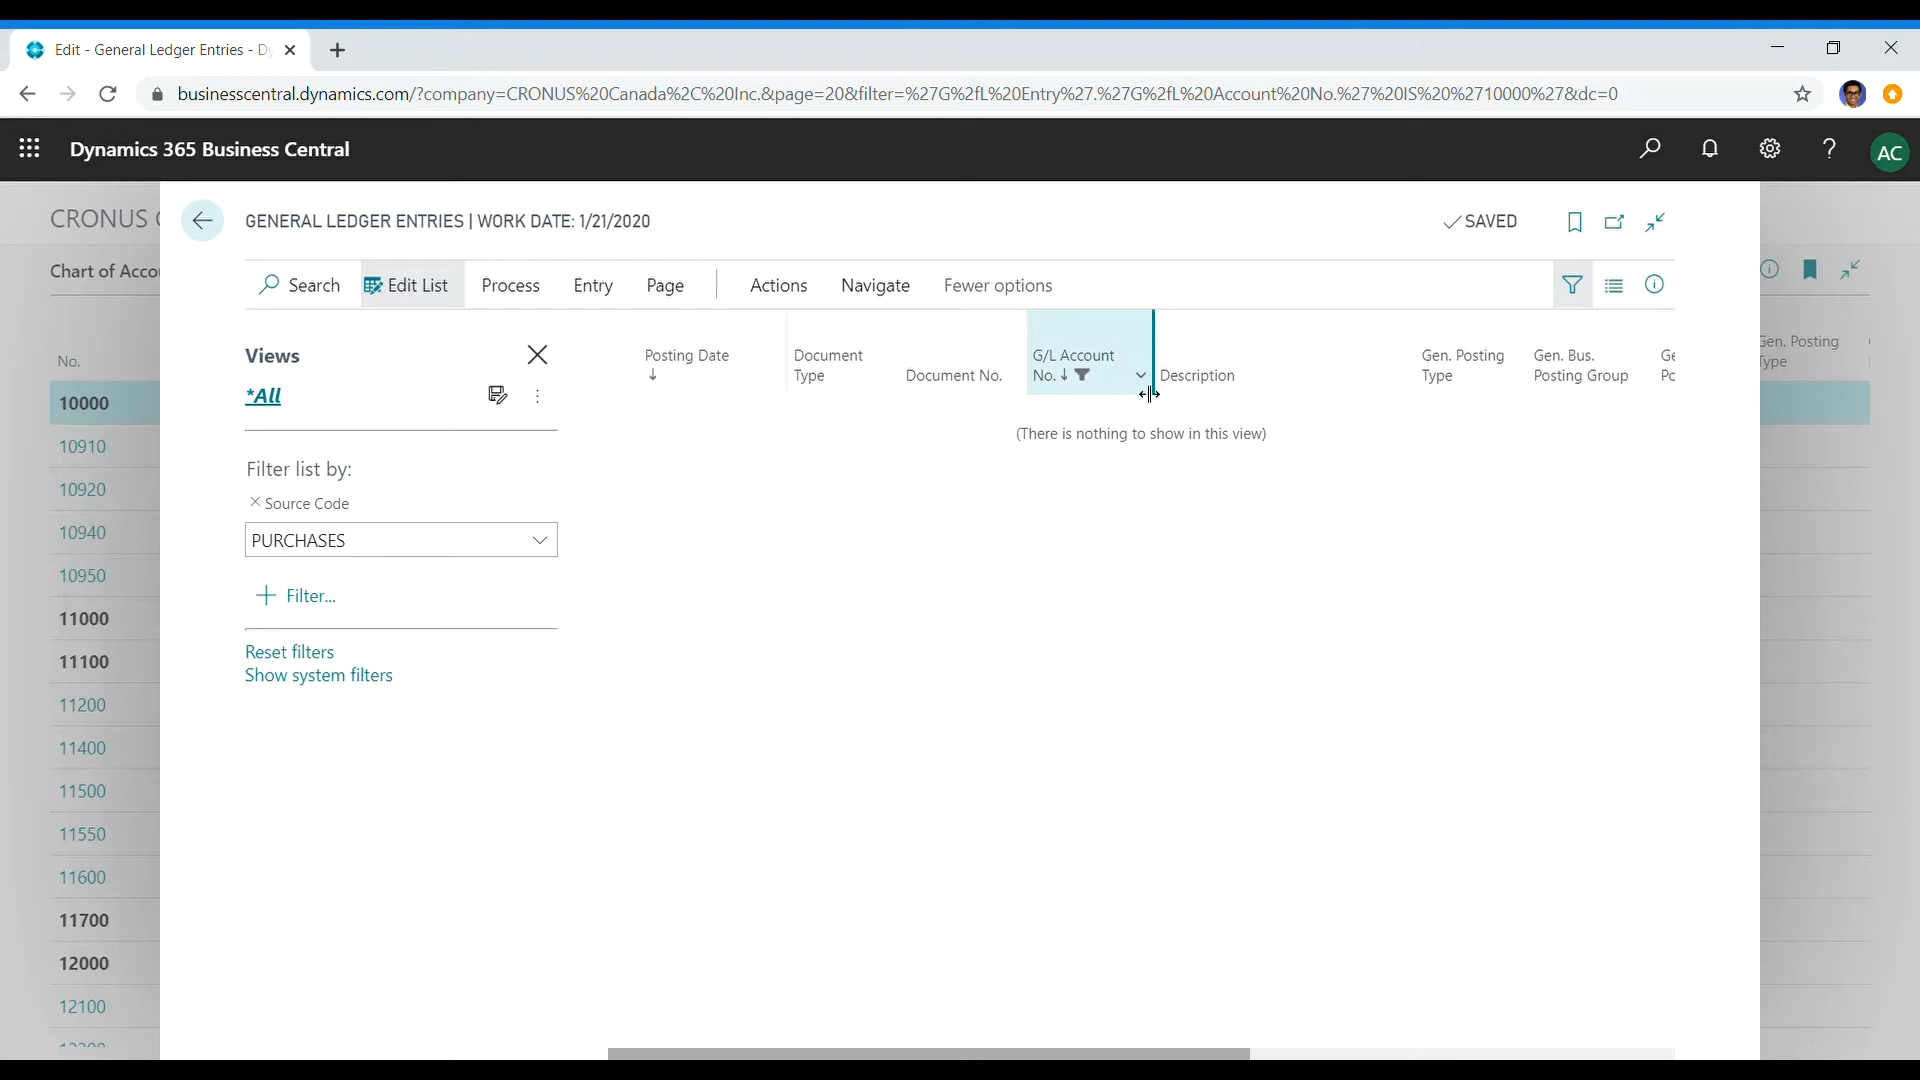 Edit - General Ledger Entries - Dy
businesscentral.dynamics.com/?company=CRONUS%20Canada%2C%20Inc.&page=20&filter=%27G%2fL%20Entry%27.%27G%2fL%20Account%20No.%27%20IS%20%2710000%27&dc=0
Dynamics 365 Business Central
AC
CRONUS
GENERAL LEDGER ENTRIES | WORK DATE: 1/21/2020
SAVED
Chart of Acco
Search
Edit List
Process
Entry
Page
Actions
Navigate
Fewer options
Views
*All
Posting Date
Document
Type
Document No.
G/L Account
No.
Description
Gen. Posting
Type
Gen. Bus.
Posting Group
Ge
Po
Gen. Posting
Type
(There is nothing to show in this view)
Filter list by:
Source Code
PURCHASES
Filter...
Reset filters
Show system filters
No.
10000
10910
10920
10940
10950
11000
11100
11200
11400
11500
11550
11600
11700
12000
12100